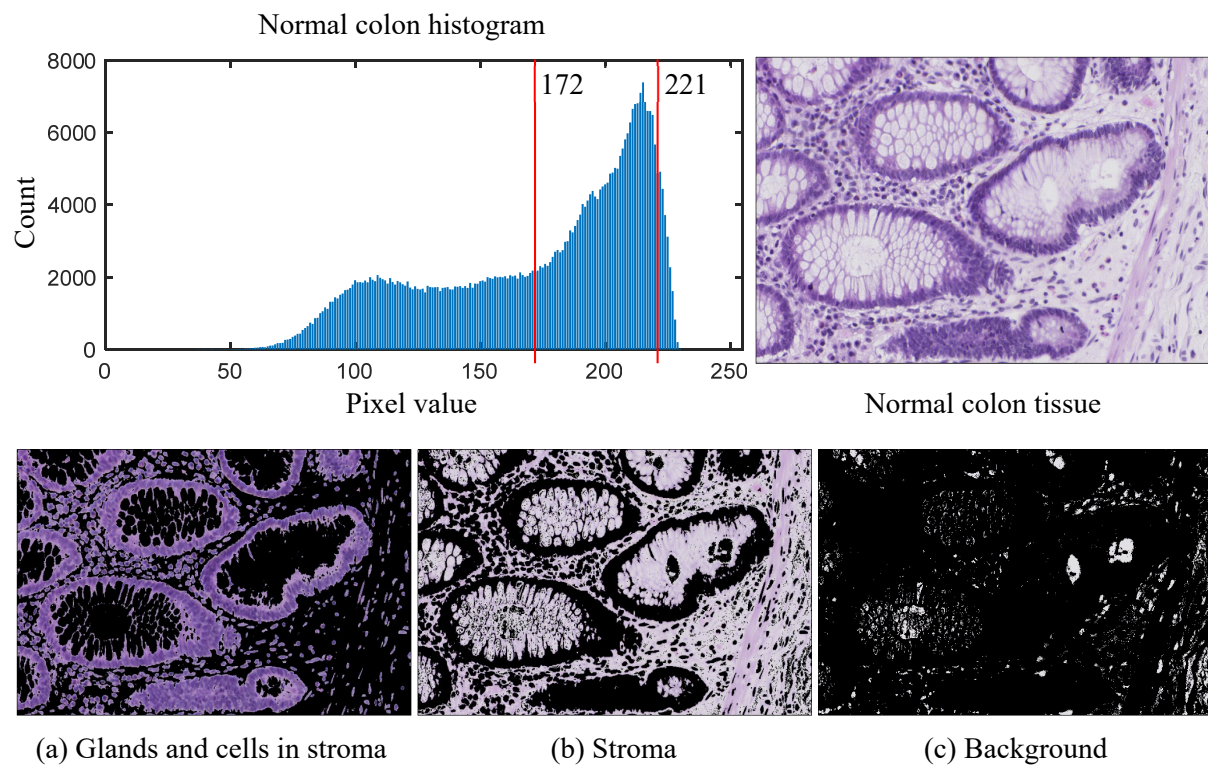 Normal colon histogram
8000
6000
4000
2000
0
Count
172
221
0 50 100 150 200 250
Pixel value
Normal colon tissue
(a) Glands and cells in stroma
(b) Stroma
(c) Background